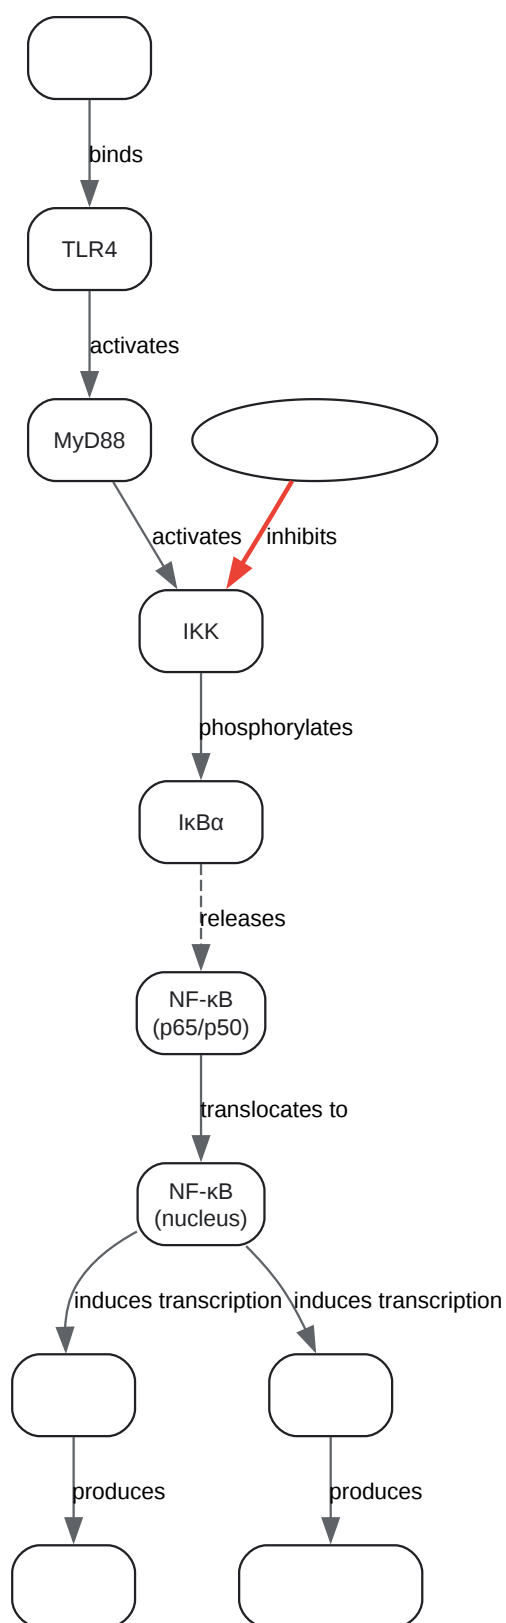 binds
TLR4
activates
MyD88
activates
inhibits
IKK
phosphorylates
IκBα
releases
NF-κB
(p65/p50)
translocates to
NF-κB
(nucleus)
induces transcription
induces transcription
produces
produces